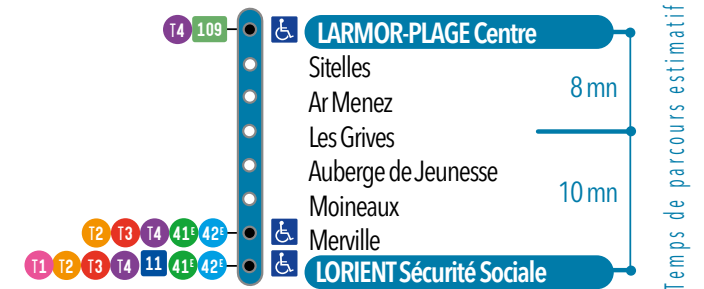 T4 109 LARMOR-PLAGE Centre
Sitelles
8 mn
Ar Menez
Les Grives
Auberge de Jeunesse
10 mn
Moineaux
T2 T3 T4 41E 42E Merville
T1 T2 T3 T4 11 41E 42E LORIENT Sécurité Sociale
Temps de parcours estimatif